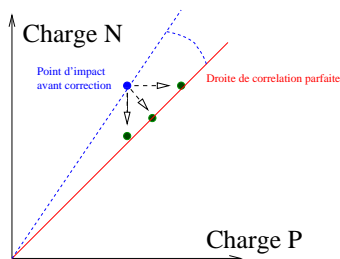 Charge N
Point d'impact
avant correction
Droite de correlation parfaite
Charge P